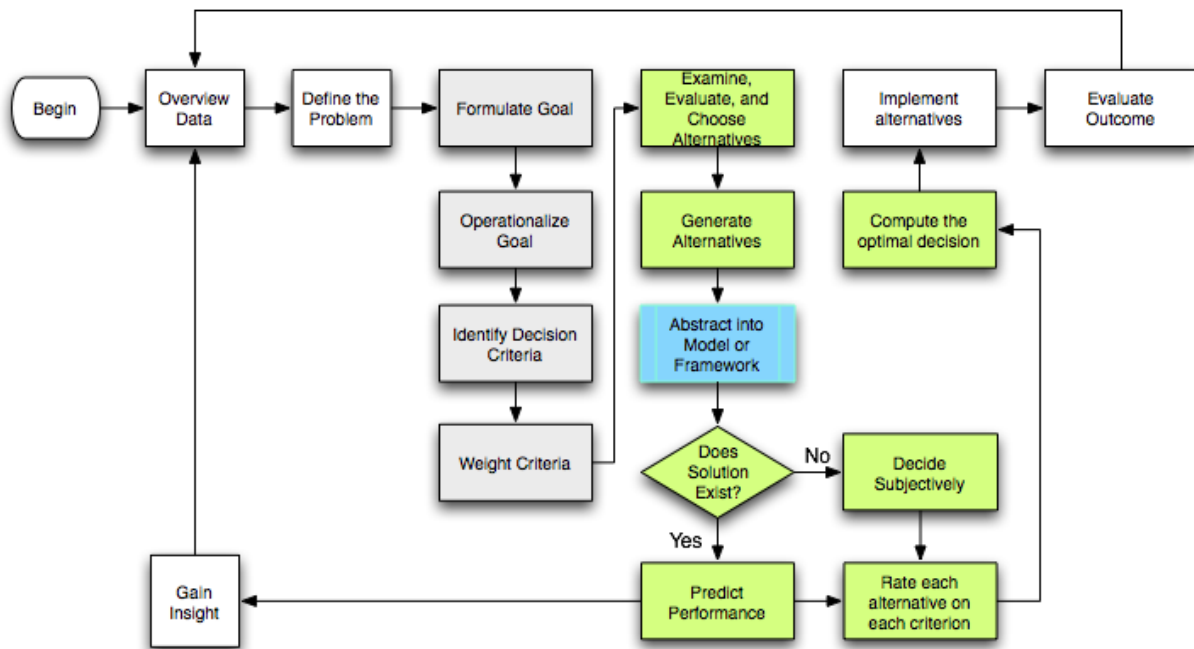 Begin
Overview
Data
Define the
Problem
Formulate Goal
Operationalize
Goal
Identify Decision
Criteria
Weight Criteria
Examine,
Evaluate, and
Choose
Alternatives
Generate
Alternatives
Abstract into
Model or
Framework
Does
Solution
Exist?
No
Yes
Decide
Subjectively
Predict
Performance
Rate each
alternative on
each criterion
Gain
Insight
Compute the
optimal decision
Implement
alternatives
Evaluate
Outcome